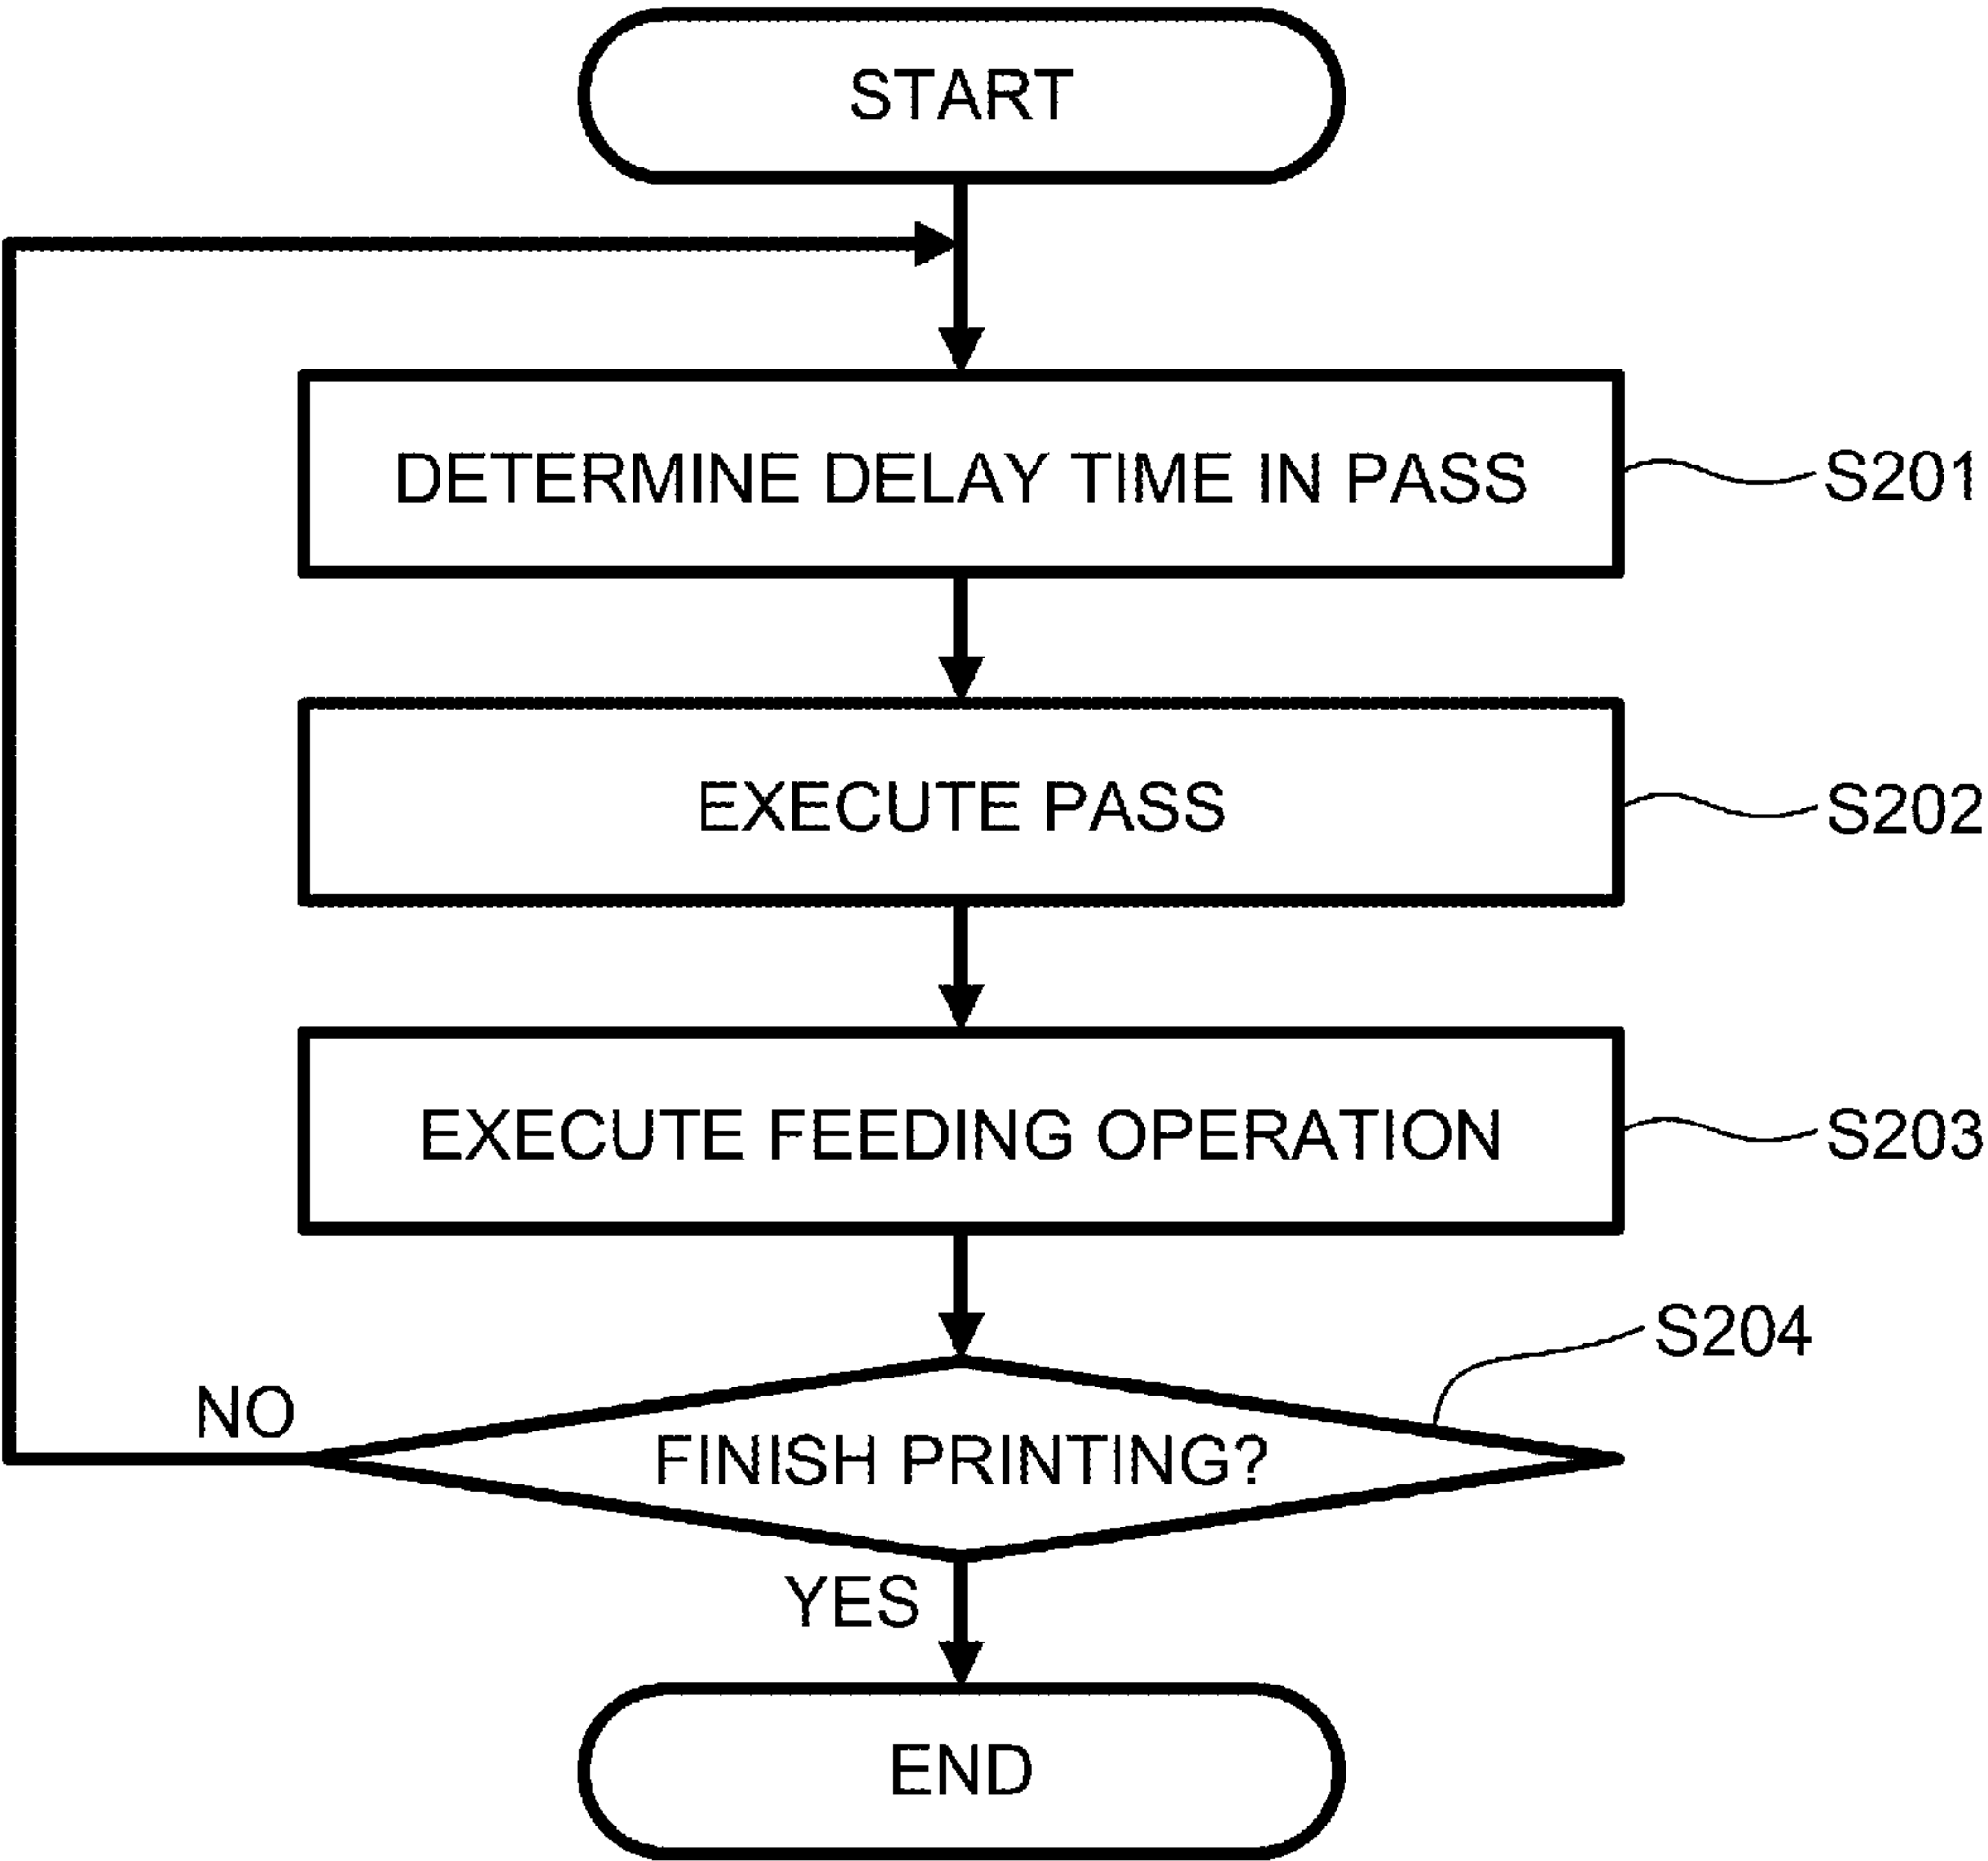 START
DETERMINE DELAY TIME IN PASS
S201
EXECUTE PASS
S202
EXECUTE FEEDING OPERATION
S203
S204
NO
FINISH PRINTING?
YES
END